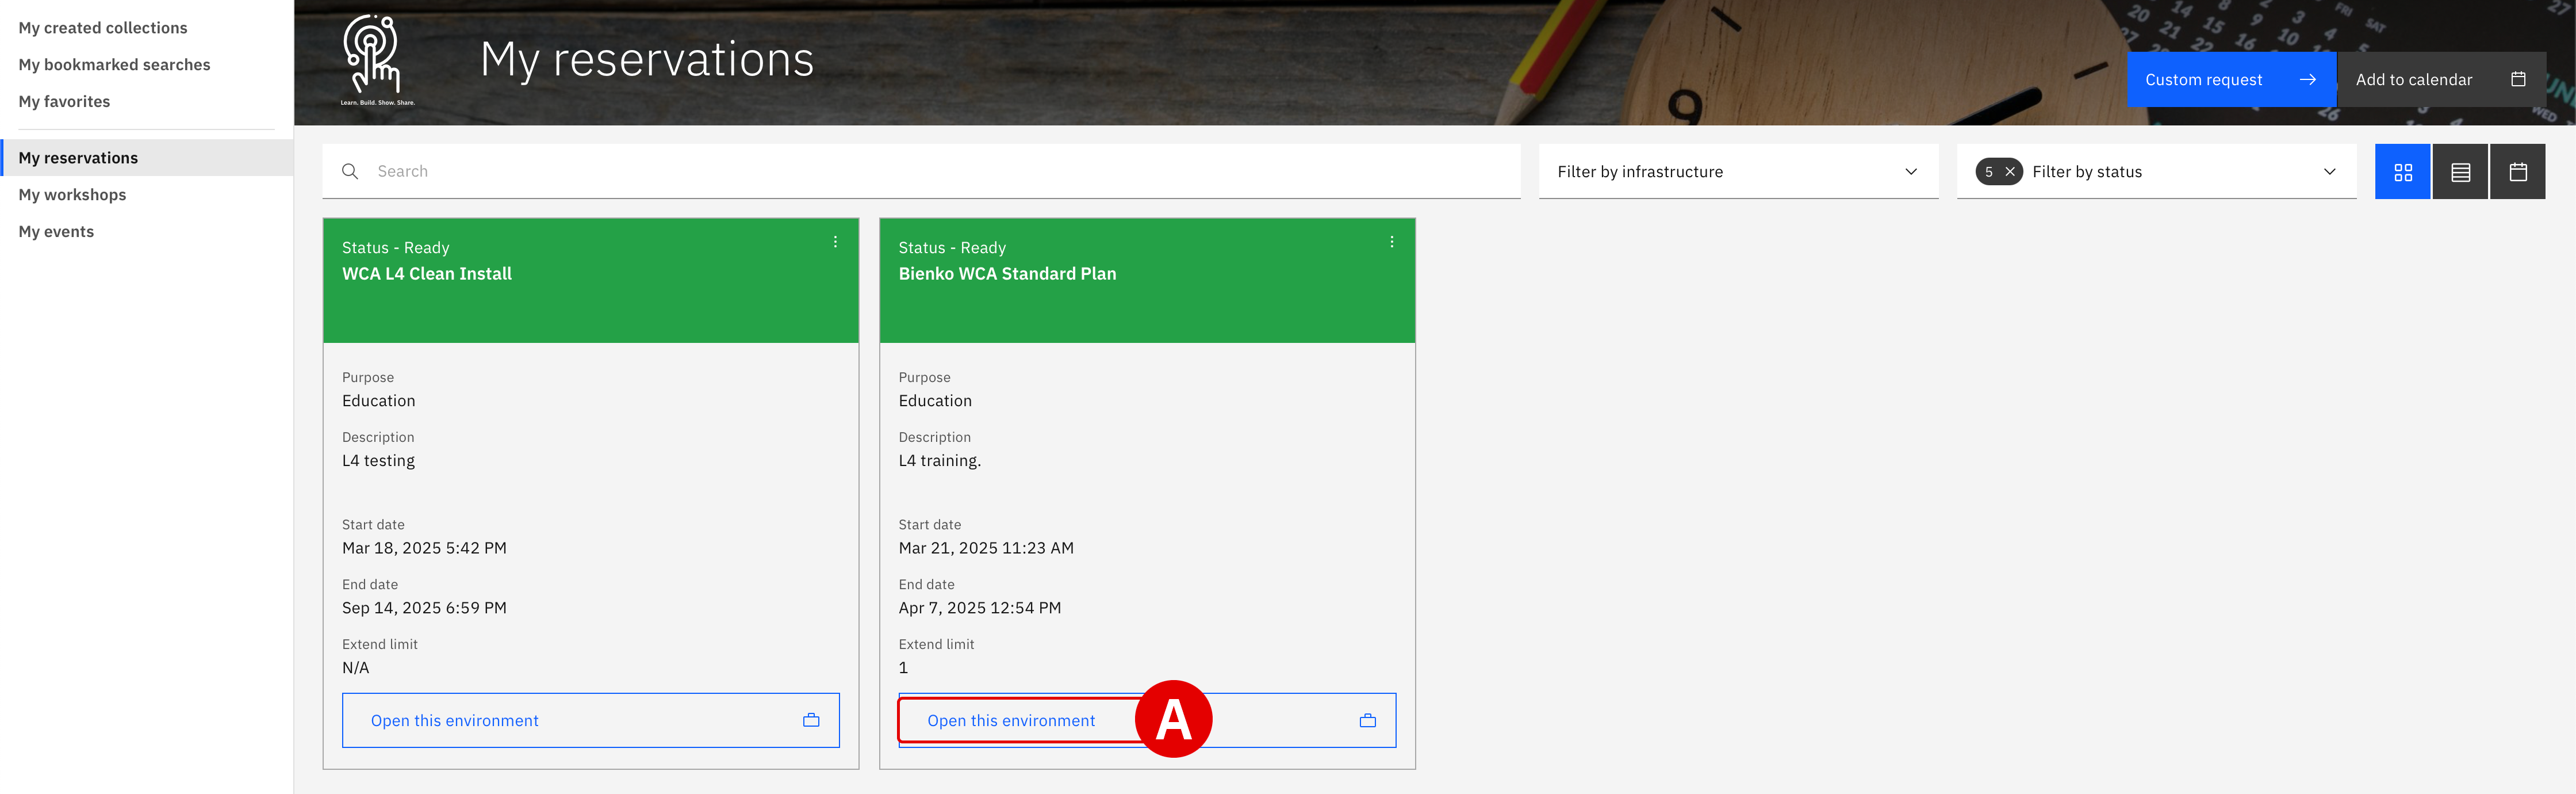 My created collections
My bookmarked searches
My favorites
My reservations
My workshops
My events
Learn. Build. Show. Share.
My reservations
Custom request
Add to calendar
Search
Filter by infrastructure
5 Filter by status
Status - Ready
WCA L4 Clean Install
Purpose
Education
Description
L4 testing
Start date
Mar 18, 2025 5:42 PM
End date
Sep 14, 2025 6:59 PM
Extend limit
N/A
Open this environment
Status - Ready
Bienko WCA Standard Plan
Purpose
Education
Description
L4 training.
Start date
Mar 21, 2025 11:23 AM
End date
Apr 7, 2025 12:54 PM
Extend limit
1
Open this environment
A